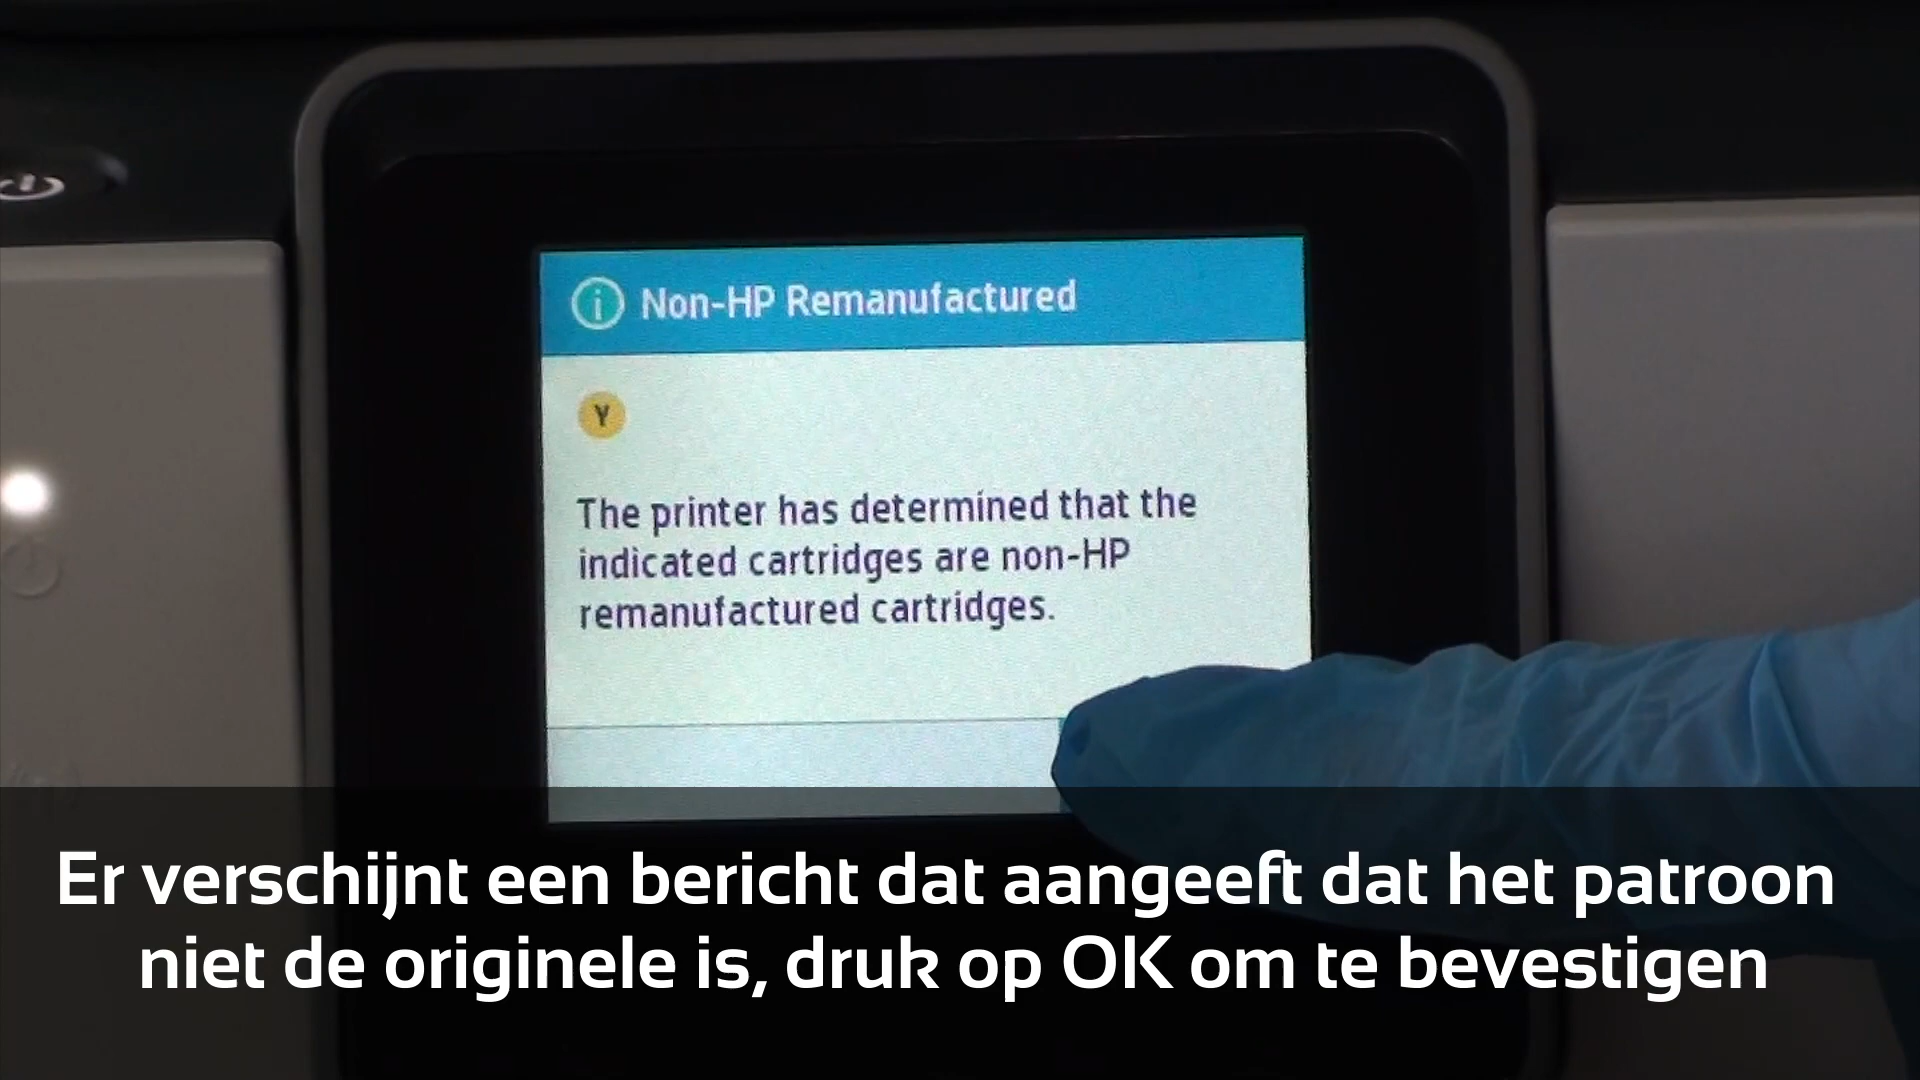 Non-HP Remanufactured
Y
The printer has determined that the
indicated cartridges are non-HP
remanufactured cartridges.
Er verschijnt een bericht dat aangeeft dat het patroon
niet de originele is, druk op OK om te bevestigen